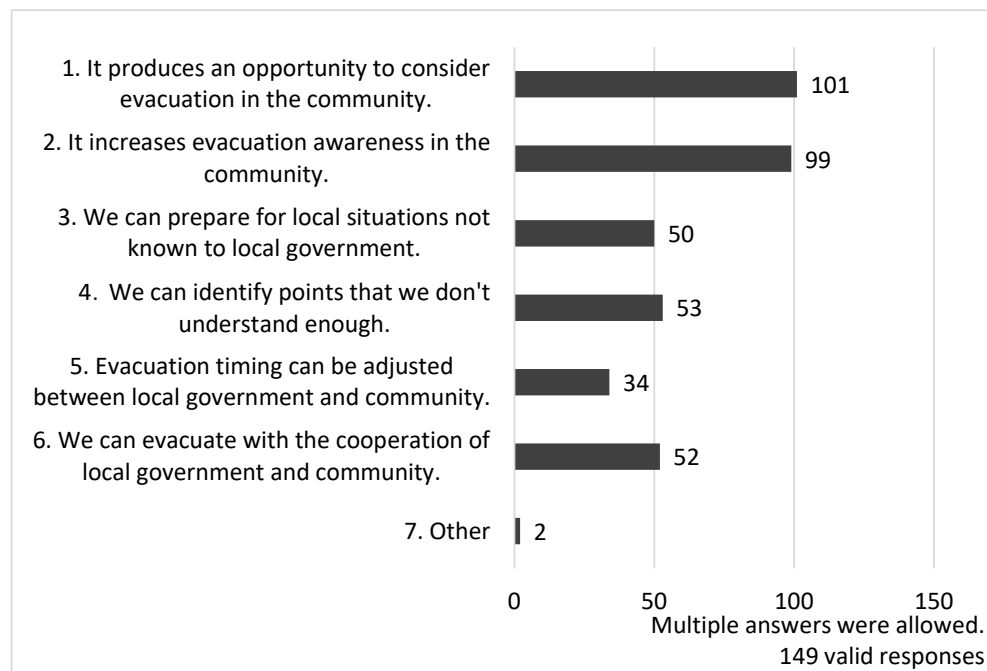 1. It produces an opportunity to consider
evacuation in the community.
101
2. It increases evacuation awareness in the
community.
99
3. We can prepare for local situations not
known to local government.
50
4.  We can identify points that we don't
understand enough.
53
5. Evacuation timing can be adjusted
between local government and community.
34
6. We can evacuate with the cooperation of
local government and community.
52
7. Other
2
0 50 100 150
Multiple answers were allowed.
149 valid responses